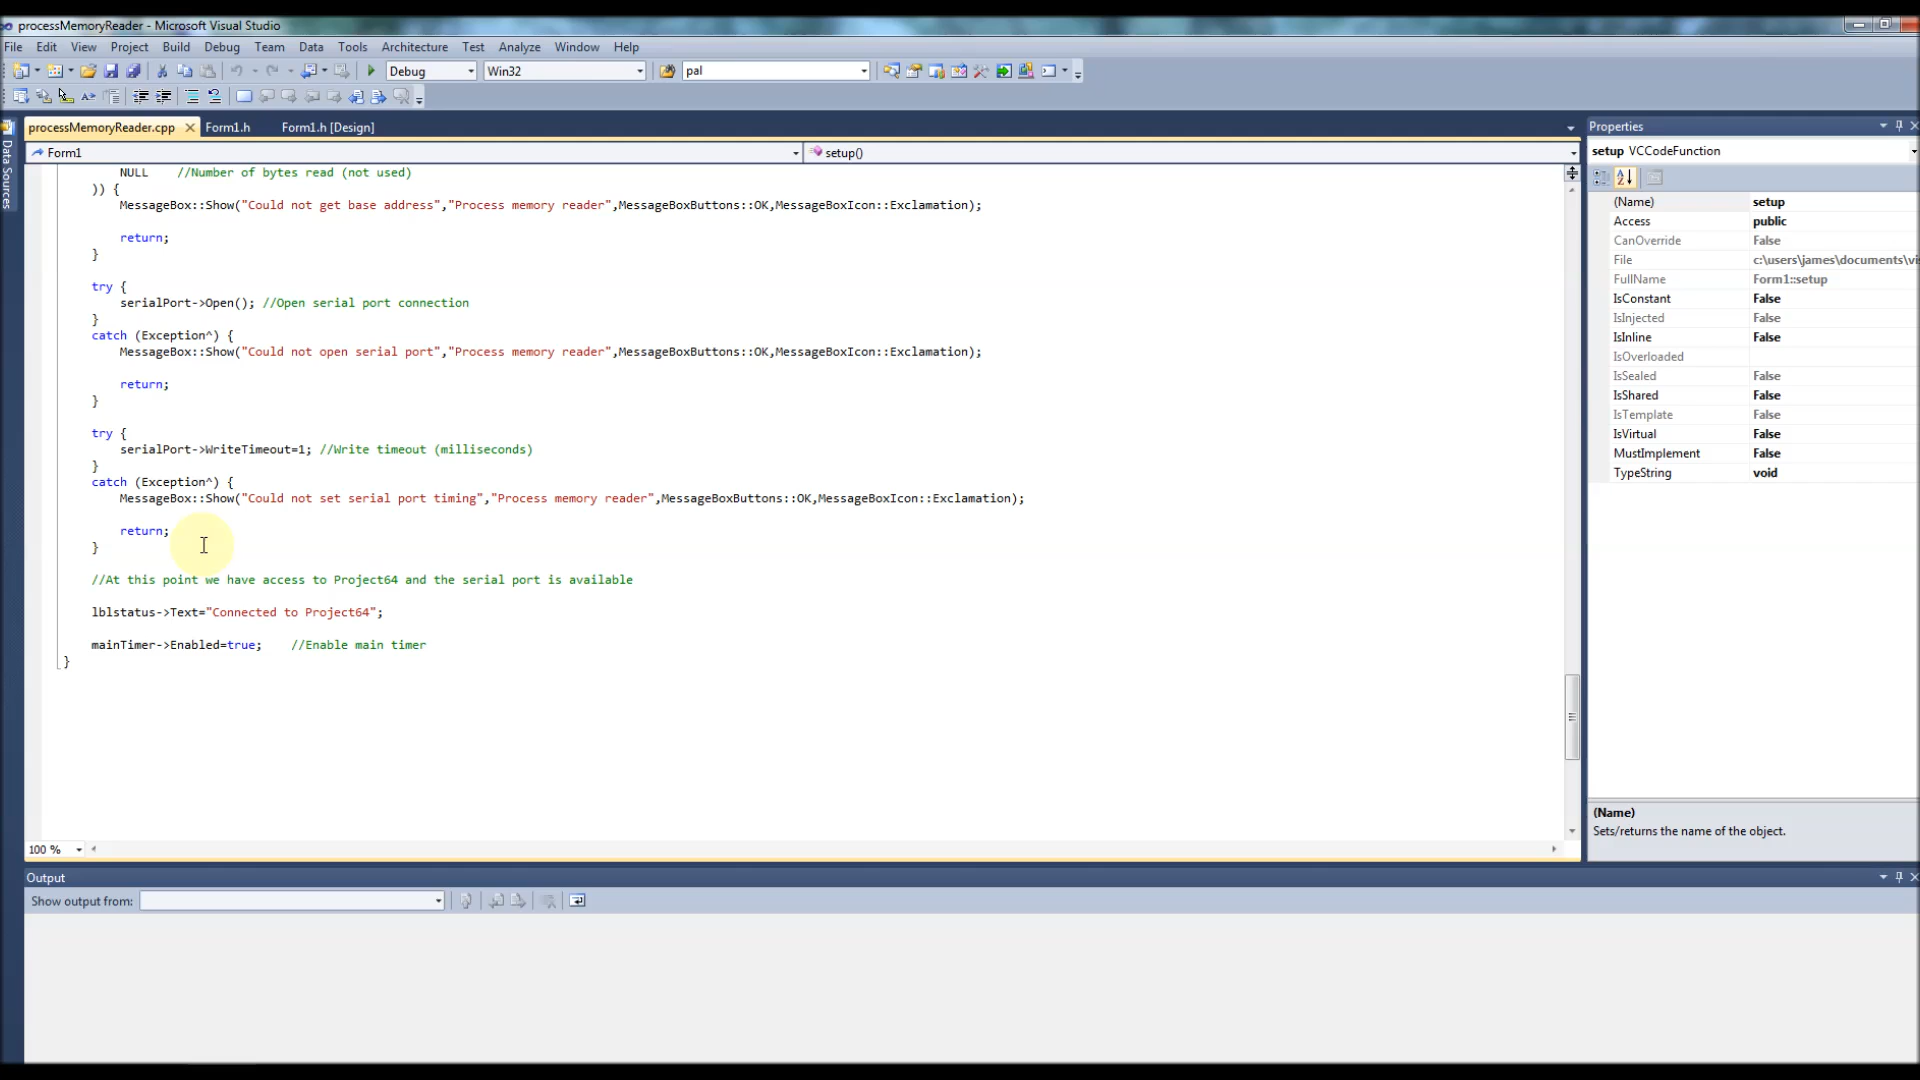 processMemoryReader - Microsoft Visual Studio
File Edit View Project Build Debug Team Data Tools Architecture Test Analyze Window Help
Debug Win32 pal
processMemoryReader.cpp Form1.h Form1.h [Design]
Form1 setup()
Data Sources
NULL //Number of bytes read (not used)
)) {
MessageBox::Show("Could not get base address","Process memory reader",MessageBoxButtons::OK,MessageBoxIcon::Exclamation);
return;
}
try {
serialPort->Open(); //Open serial port connection
}
catch (Exception^) {
MessageBox::Show("Could not open serial port","Process memory reader",MessageBoxButtons::OK,MessageBoxIcon::Exclamation);
return;
}
try {
serialPort->WriteTimeout=1; //Write timeout (milliseconds)
}
catch (Exception^) {
MessageBox::Show("Could not set serial port timing","Process memory reader",MessageBoxButtons::OK,MessageBoxIcon::Exclamation);
return;
}
//At this point we have access to Project64 and the serial port is available
lblstatus->Text="Connected to Project64";
mainTimer->Enabled=true; //Enable main timer
}
100 %
Properties
setup VCCodeFunction
(Name) setup
Access public
CanOverride False
File c:\users\james\documents\vis
FullName Form1::setup
IsConstant False
IsInjected False
IsInline False
IsOverloaded
IsSealed False
IsShared False
IsTemplate False
IsVirtual False
MustImplement False
TypeString void
(Name)
Sets/returns the name of the object.
Output
Show output from: